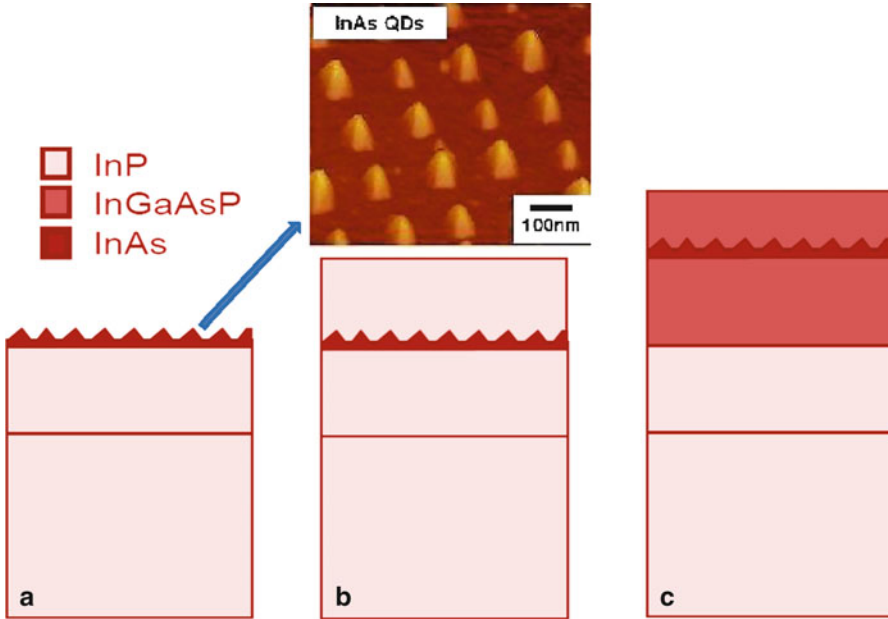 InAs QDs
100nm
InP
InGaAsP
InAs
a
b
c